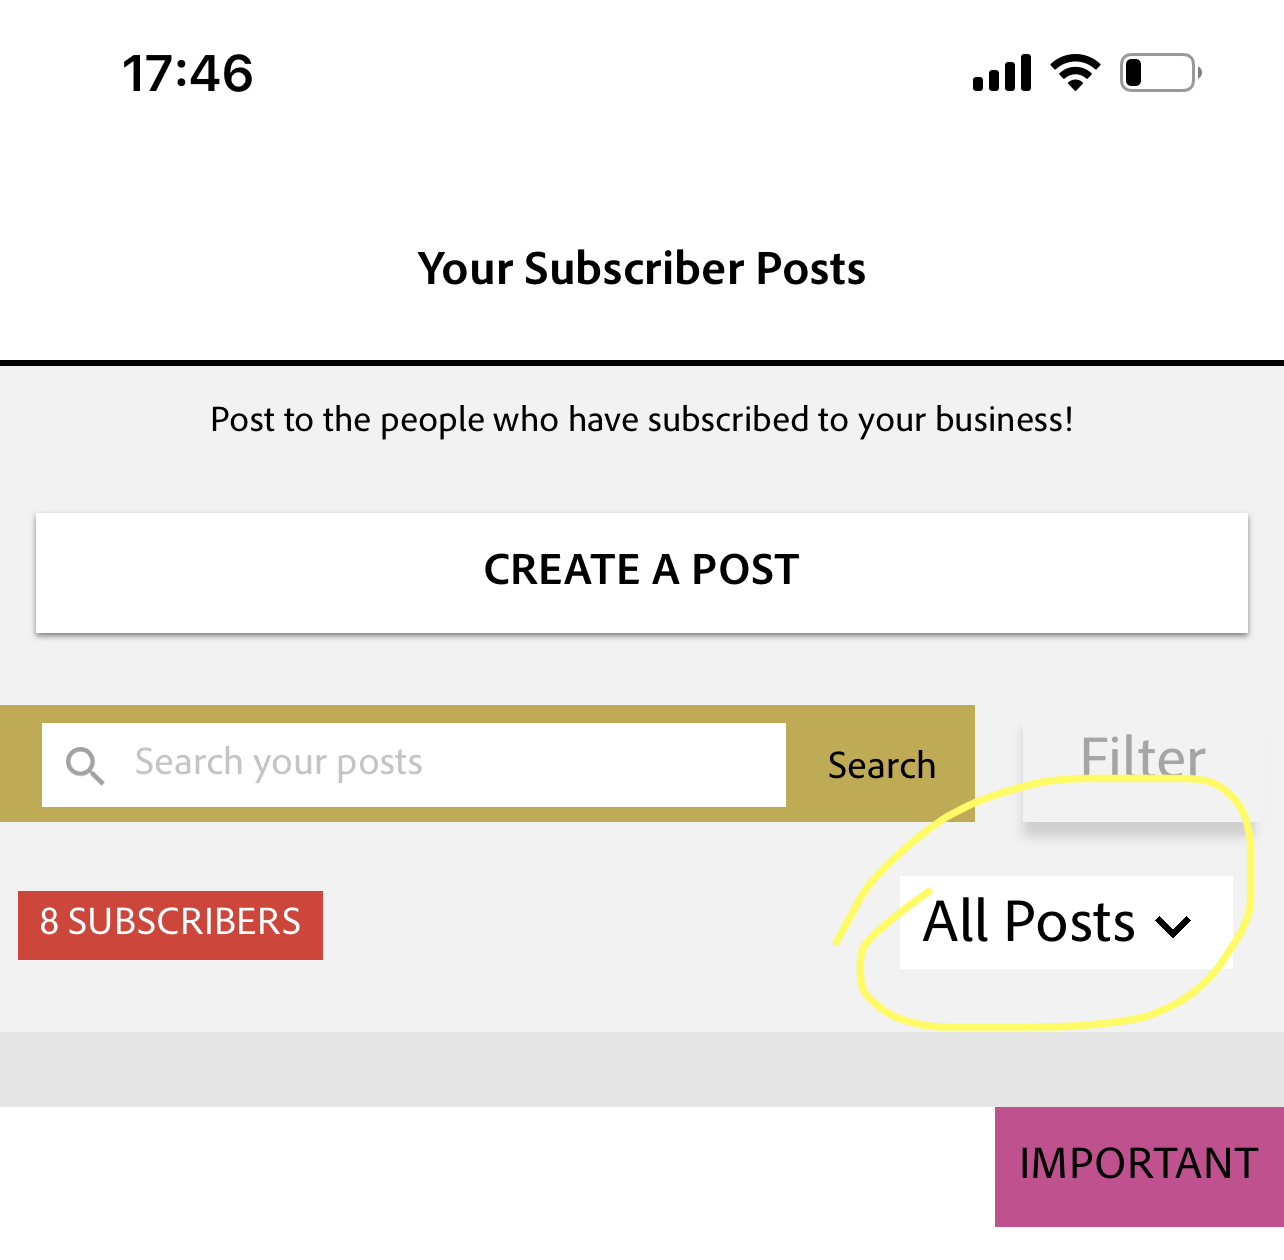 17:46
Your Subscriber Posts
Post to the people who have subscribed to your business!
CREATE A POST
Search your posts
Search
Filter
8 SUBSCRIBERS
All Posts
IMPORTANT